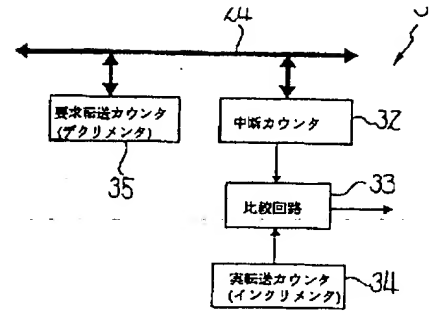 24
要求転送カウンタ
(デクリメンタ)
35
中断カウンタ
32
比較回路
33
実転送カウンタ
(インクリメンタ)
34